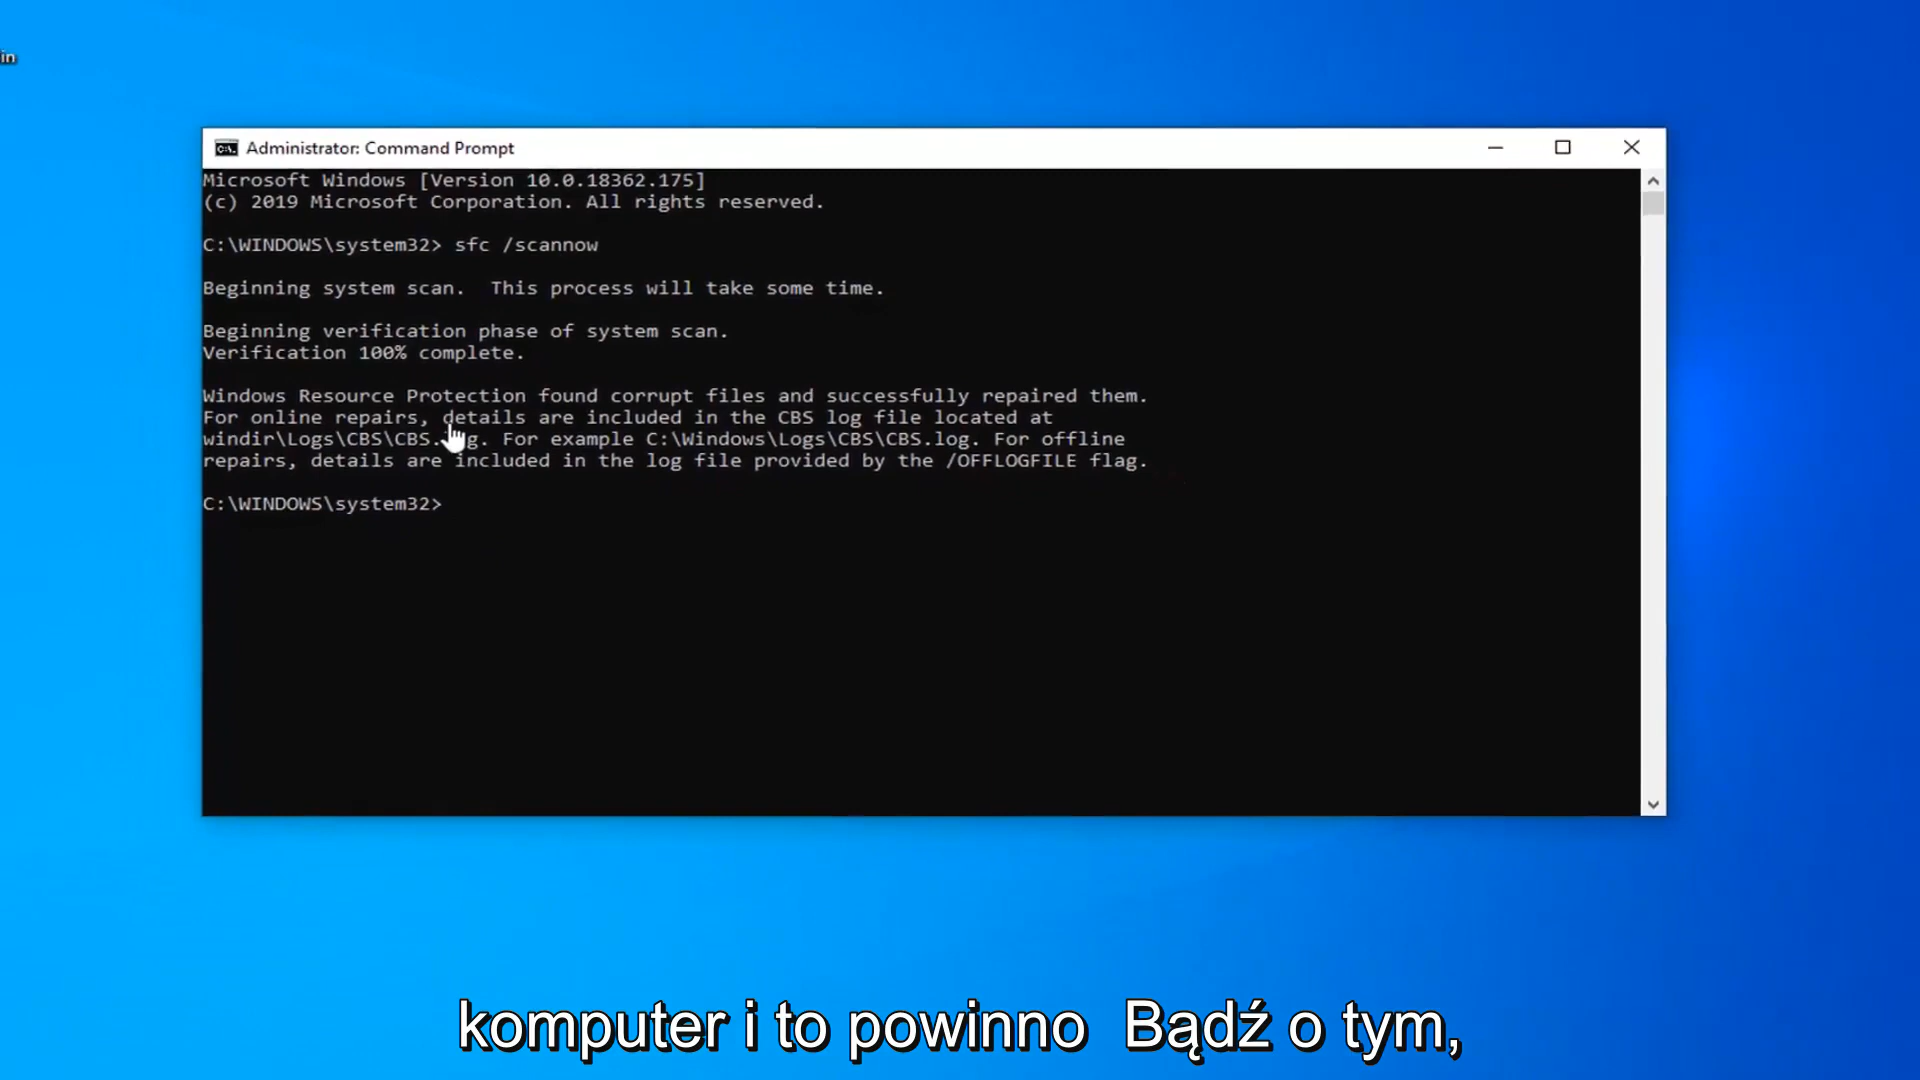 in
Administrator: Command Prompt
Microsoft Windows [Version 10.0.18362.175]
(c) 2019 Microsoft Corporation. All rights reserved.
C:\WINDOWS\system32> sfc /scannow
Beginning system scan.  This process will take some time.
Beginning verification phase of system scan.
Verification 100% complete.
Windows Resource Protection found corrupt files and successfully repaired them.
For online repairs, details are included in the CBS log file located at
windir\Logs\CBS\CBS.log. For example C:\Windows\Logs\CBS\CBS.log. For offline
repairs, details are included in the log file provided by the /OFFLOGFILE flag.
C:\WINDOWS\system32>
komputer i to powinno  Bądź o tym,